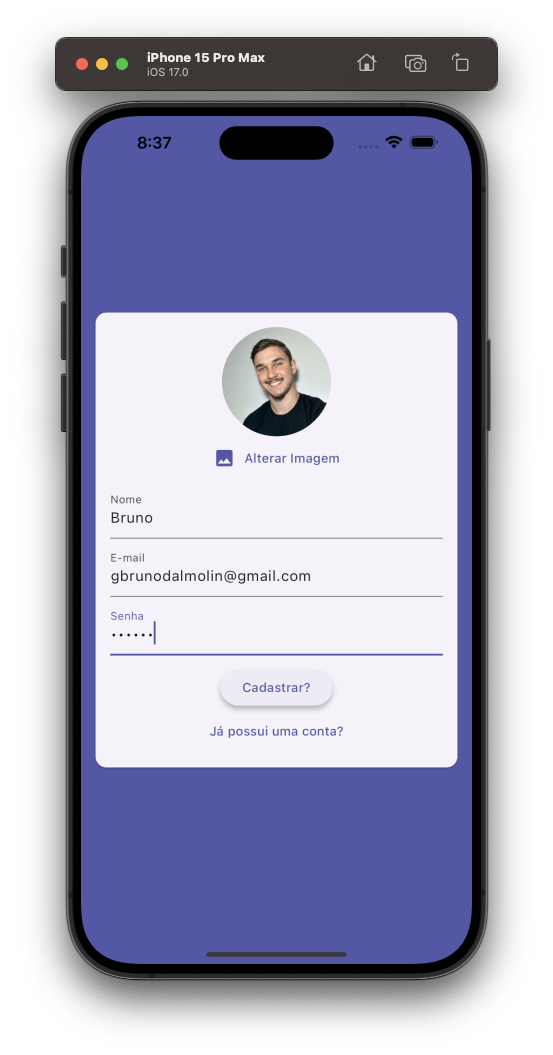 iPhone 15 Pro Max
iOS 17.0
8:37
Alterar Imagem
Nome
Bruno
E-mail
gbrunodalmolin@gmail.com
Senha
••••••
Cadastrar?
Já possui uma conta?